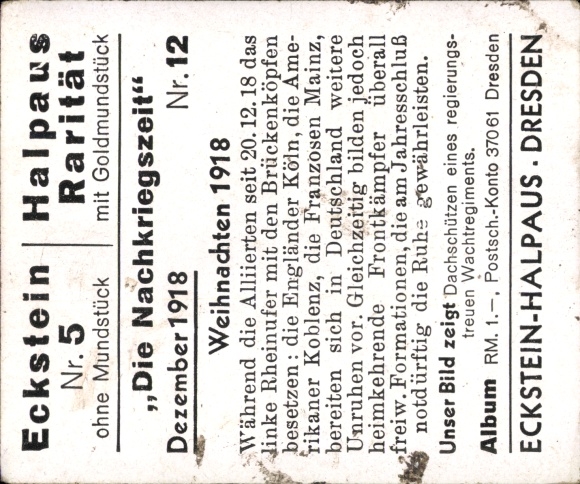 Eckstein | Halpaus
Nr. 5 | Rarität
ohne Mundstück | mit Goldmundstück
„Die Nachkriegszeit“
Dezember 1918 Nr. 12
Weihnachten 1918
Während die Alliierten seit 20.12.18 das
linke Rheinufer mit den Brückenköpfen
besetzen: die Engländer Köln, die Ame-
rikaner Koblenz, die Franzosen Mainz,
bereiten sich in Deutschland weitere
Unruhen vor. Gleichzeitig bilden jedoch
heimkehrende Frontkämpfer überall
freiw. Formationen, die am Jahresschluß
notdürftig die Ruhe gewährleisten.
Unser Bild zeigt Dachschützen eines regierungs-
treuen Wachtregiments.
Album RM. 1.–, Postsch.-Konto 37061 Dresden
ECKSTEIN-HALPAUS · DRESDEN